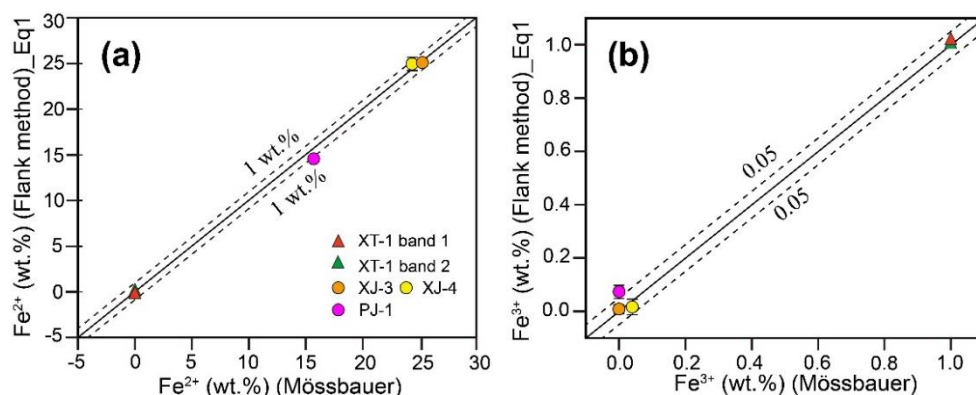 (a)
Fe²⁺ (wt.%) (Flank method)_Eq1
30
25
20
15
10
5
0
-5
1 wt.%
1 wt.%
XT-1 band 1
XT-1 band 2
XJ-3 XJ-4
PJ-1
-5 0 5 10 15 20 25 30
Fe²⁺ (wt.%) (Mössbauer)
(b)
Fe³⁺ (wt.%) (Flank method)_Eq1
1.0
0.8
0.6
0.4
0.2
0.0
0.05
0.05
0.0 0.2 0.4 0.6 0.8 1.0
Fe³⁺ (wt.%) (Mössbauer)